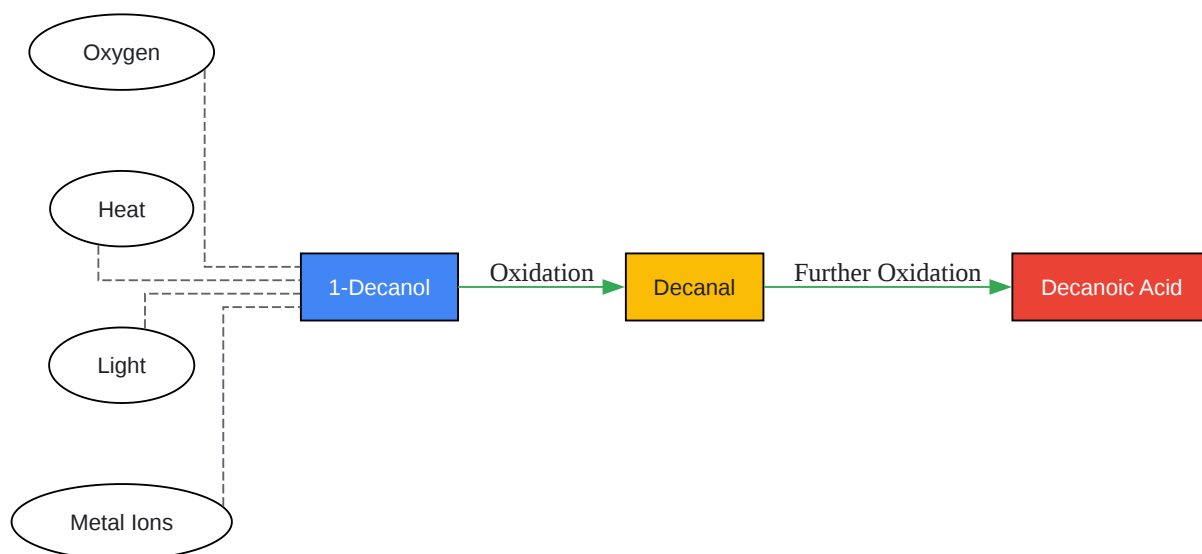 Oxygen
Heat
Light
Metal Ions
1-Decanol
Oxidation
Decanal
Further Oxidation
Decanoic Acid